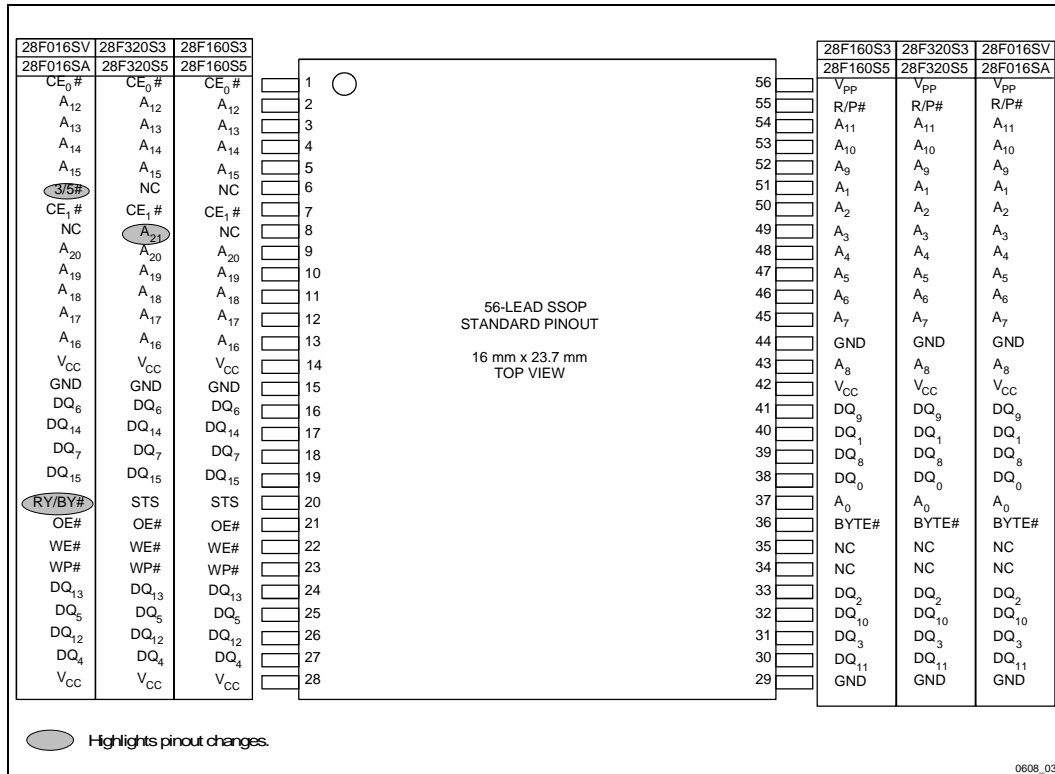 28F016SV 28F320S3 28F160S3 28F160S3 28F320S3 28F016SV
28F016SA 28F320S5 28F160S5 28F160S5 28F320S5 28F016SA
CE0# CE0# CE0# 1 56 VPP VPP VPP
A12 A12 A12 2 55 R/P# R/P# R/P#
A13 A13 A13 3 54 A11 A11 A11
A14 A14 A14 4 53 A10 A10 A10
A15 A15 A15 5 52 A9 A9 A9
3/5# NC NC 6 51 A1 A1 A1
CE1# CE1# CE1# 7 50 A2 A2 A2
NC A21 NC 8 49 A3 A3 A3
A20 A20 A20 9 48 A4 A4 A4
A19 A19 A19 10 47 A5 A5 A5
A18 A18 A18 11 46 A6 A6 A6
A17 A17 A17 12 45 A7 A7 A7
A16 A16 A16 13 44 GND GND GND
VCC VCC VCC 14 43 A8 A8 A8
GND GND GND 15 42 VCC VCC VCC
DQ6 DQ6 DQ6 16 41 DQ9 DQ9 DQ9
DQ14 DQ14 DQ14 17 40 DQ1 DQ1 DQ1
DQ7 DQ7 DQ7 18 39 DQ8 DQ8 DQ8
DQ15 DQ15 DQ15 19 38 DQ0 DQ0 DQ0
RY/BY# STS STS 20 37 A0 A0 A0
OE# OE# OE# 21 36 BYTE# BYTE# BYTE#
WE# WE# WE# 22 35 NC NC NC
WP# WP# WP# 23 34 NC NC NC
DQ13 DQ13 DQ13 24 33 DQ2 DQ2 DQ2
DQ5 DQ5 DQ5 25 32 DQ10 DQ10 DQ10
DQ12 DQ12 DQ12 26 31 DQ3 DQ3 DQ3
DQ4 DQ4 DQ4 27 30 DQ11 DQ11 DQ11
VCC VCC VCC 28 29 GND GND GND
56-LEAD SSOP
STANDARD PINOUT
16 mm x 23.7 mm
TOP VIEW
Highlights pinout changes.
0608_03